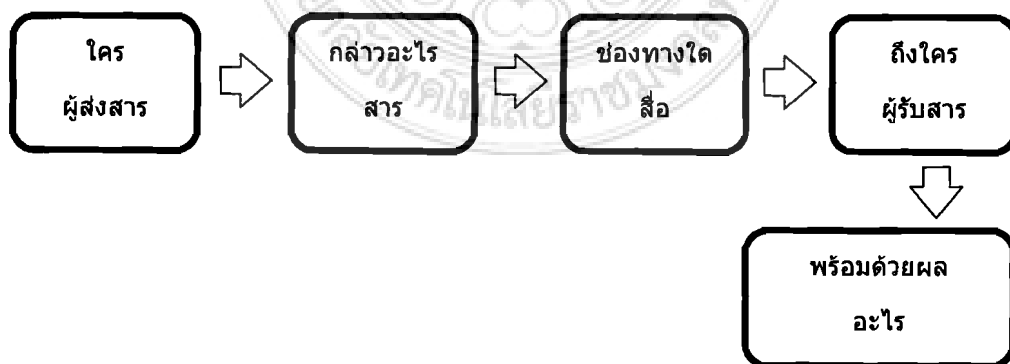 ใคร
ผู้ส่งสาร
กล่าวอะไร
สาร
ช่องทางใด
สื่อ
ถึงใคร
ผู้รับสาร
พร้อมด้วยผล
อะไร